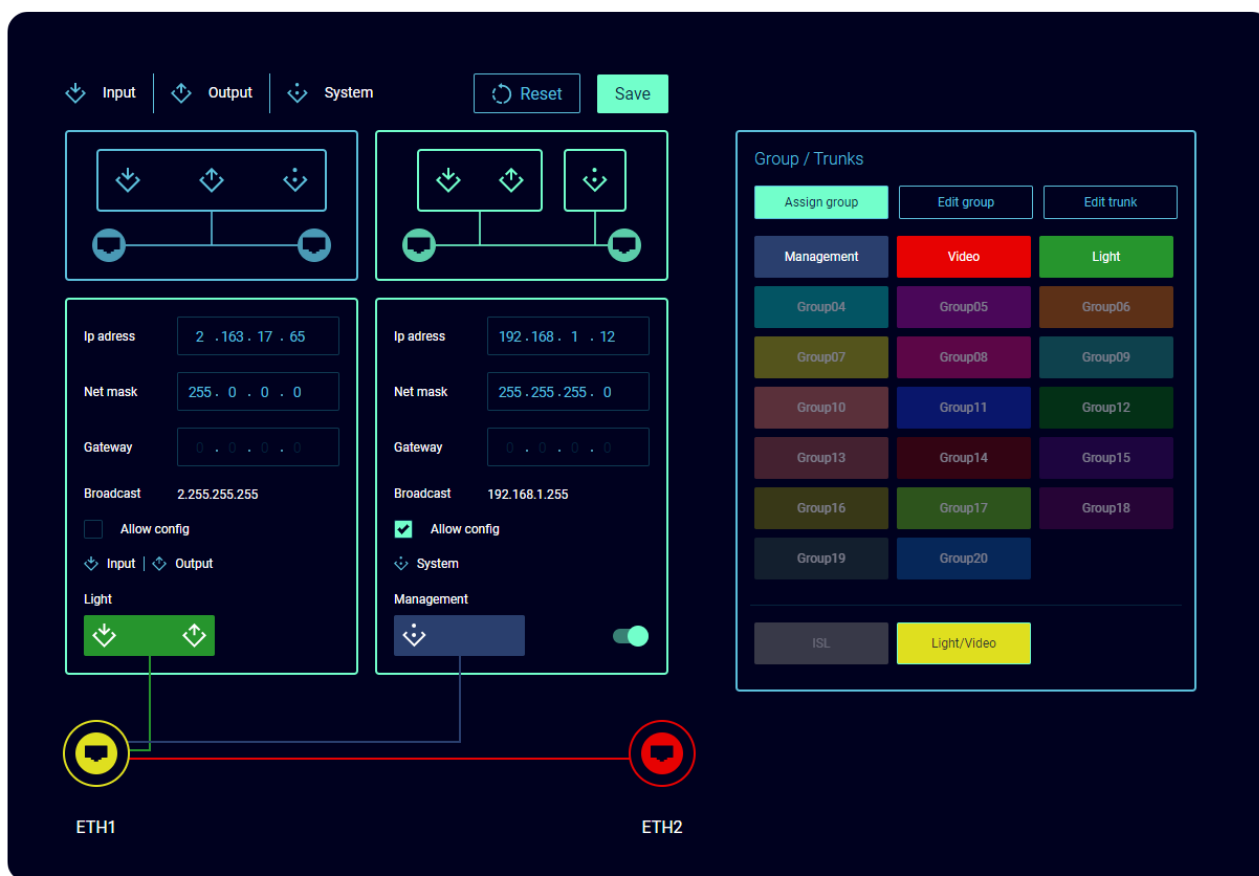 Input Output System Reset Save
Group / Trunks
Assign group Edit group Edit trunk
Management Video Light
Group04 Group05 Group06
Group07 Group08 Group09
Group10 Group11 Group12
Group13 Group14 Group15
Group16 Group17 Group18
Group19 Group20
ISL Light/Video
Ip adress 2 .163. 17 . 65
Net mask 255. 0 . 0 . 0
Gateway 0 . 0 . 0 . 0
Broadcast 2.255.255.255
Allow config
Input | Output
Light
Ip adress 192.168. 1 . 12
Net mask 255.255.255. 0
Gateway 0 . 0 . 0 . 0
Broadcast 192.168.1.255
Allow config
System
Management
ETH1 ETH2